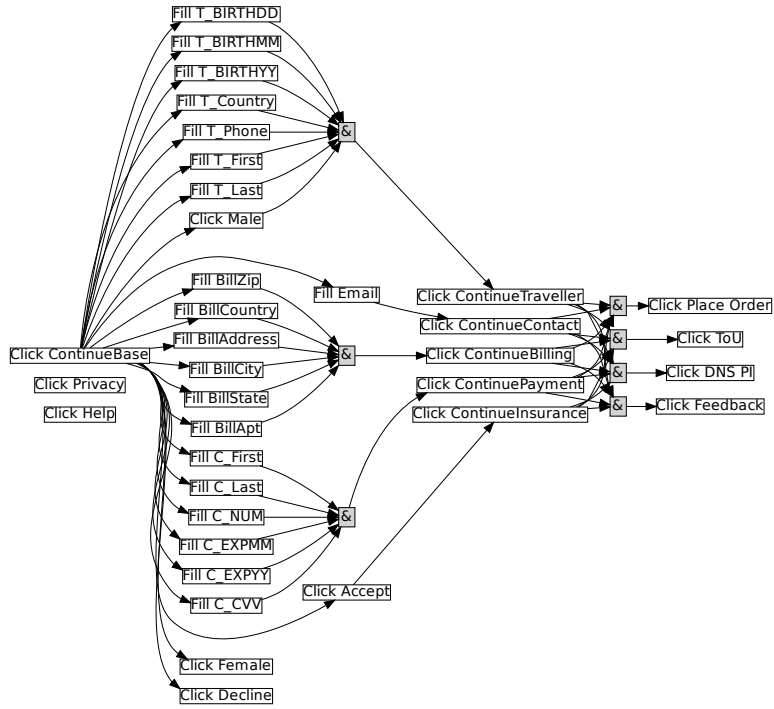 Fill T_BIRTHDD
Fill T_BIRTHMM
Fill T_BIRTHYY
Fill T_Country
Fill T_Phone
&
Fill T_First
Fill T_Last
Click Male
Fill BillZip
Fill Email
Click ContinueTraveller
&
Click Place Order
Fill BillCountry
Click ContinueContact
Fill BillAddress
&
Click ToU
Click ContinueBase
&
Click ContinueBilling
Fill BillCity
&
Click DNS PI
Click Privacy
Click ContinuePayment
Fill BillState
&
Click Feedback
Click Help
Click ContinueInsurance
Fill BillApt
Fill C_First
Fill C_Last
Fill C_NUM
&
Fill C_EXPMM
Fill C_EXPYY
Click Accept
Fill C_CVV
Click Female
Click Decline